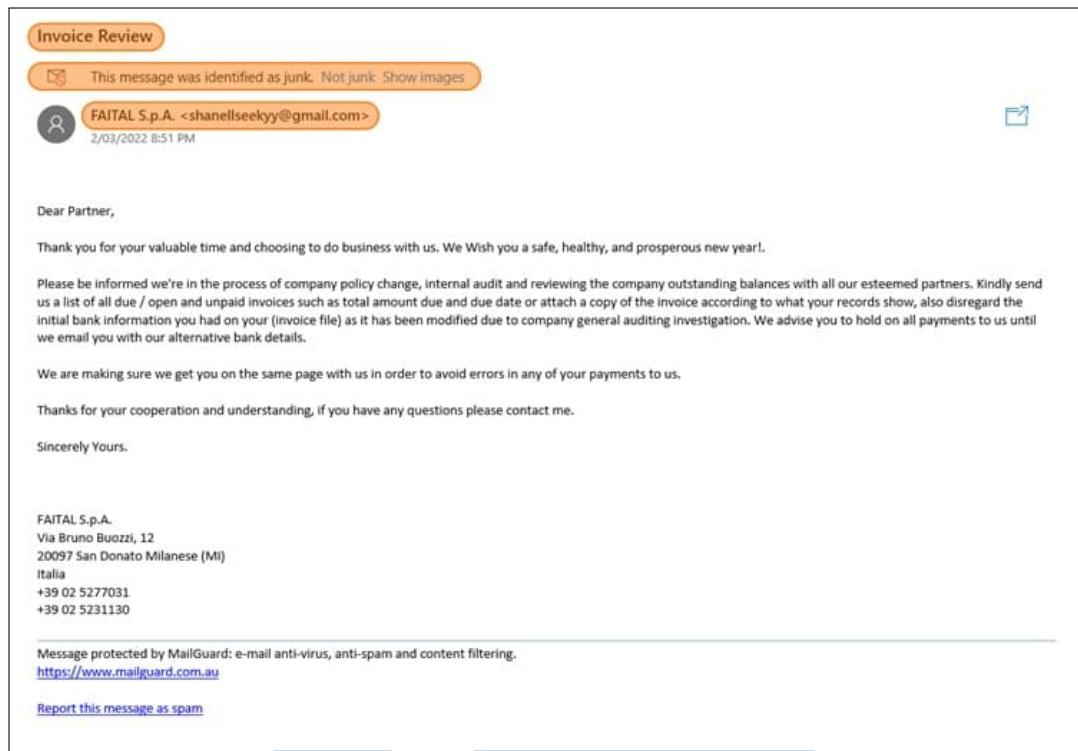 Invoice Review
This message was identified as junk. Not junk Show images
FAITAL S.p.A. <shanellseekyy@gmail.com>
2/03/2022 8:51 PM
Dear Partner,
Thank you for your valuable time and choosing to do business with us. We Wish you a safe, healthy, and prosperous new year!.
Please be informed we're in the process of company policy change, internal audit and reviewing the company outstanding balances with all our esteemed partners. Kindly send
us a list of all due / open and unpaid invoices such as total amount due and due date or attach a copy of the invoice according to what your records show, also disregard the
initial bank information you had on your (invoice file) as it has been modified due to company general auditing investigation. We advise you to hold on all payments to us until
we email you with our alternative bank details.
We are making sure we get you on the same page with us in order to avoid errors in any of your payments to us.
Thanks for your cooperation and understanding, if you have any questions please contact me.
Sincerely Yours.
FAITAL S.p.A.
Via Bruno Buozzi, 12
20097 San Donato Milanese (MI)
Italia
+39 02 5277031
+39 02 5231130
Message protected by MailGuard: e-mail anti-virus, anti-spam and content filtering.
https://www.mailguard.com.au
Report this message as spam